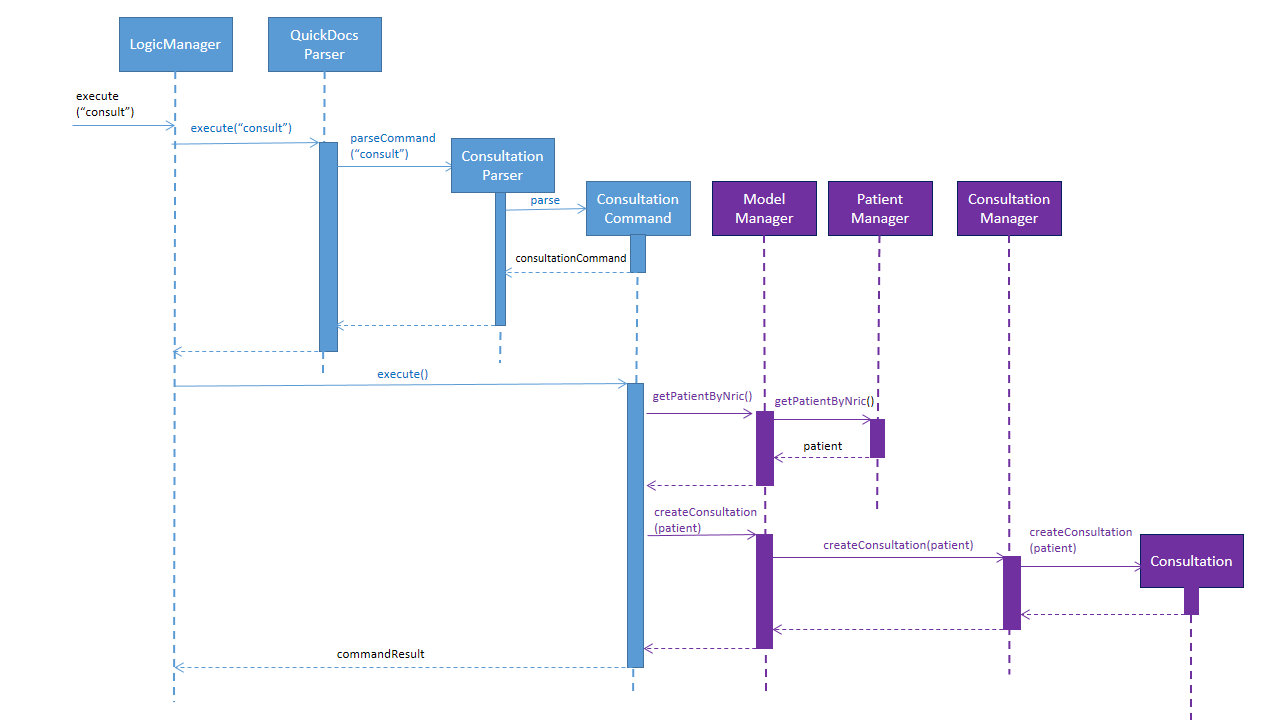 LogicManager
QuickDocs
Parser
execute
(“consult”)
execute(“consult”)
parseCommand
(“consult”)
Consultation
Parser
parse
Consultation
Command
Model
Manager
Patient
Manager
Consultation
Manager
consultationCommand
execute()
getPatientByNric()
getPatientByNric()
patient
createConsultation
(patient)
createConsultation(patient)
createConsultation
(patient)
Consultation
commandResult